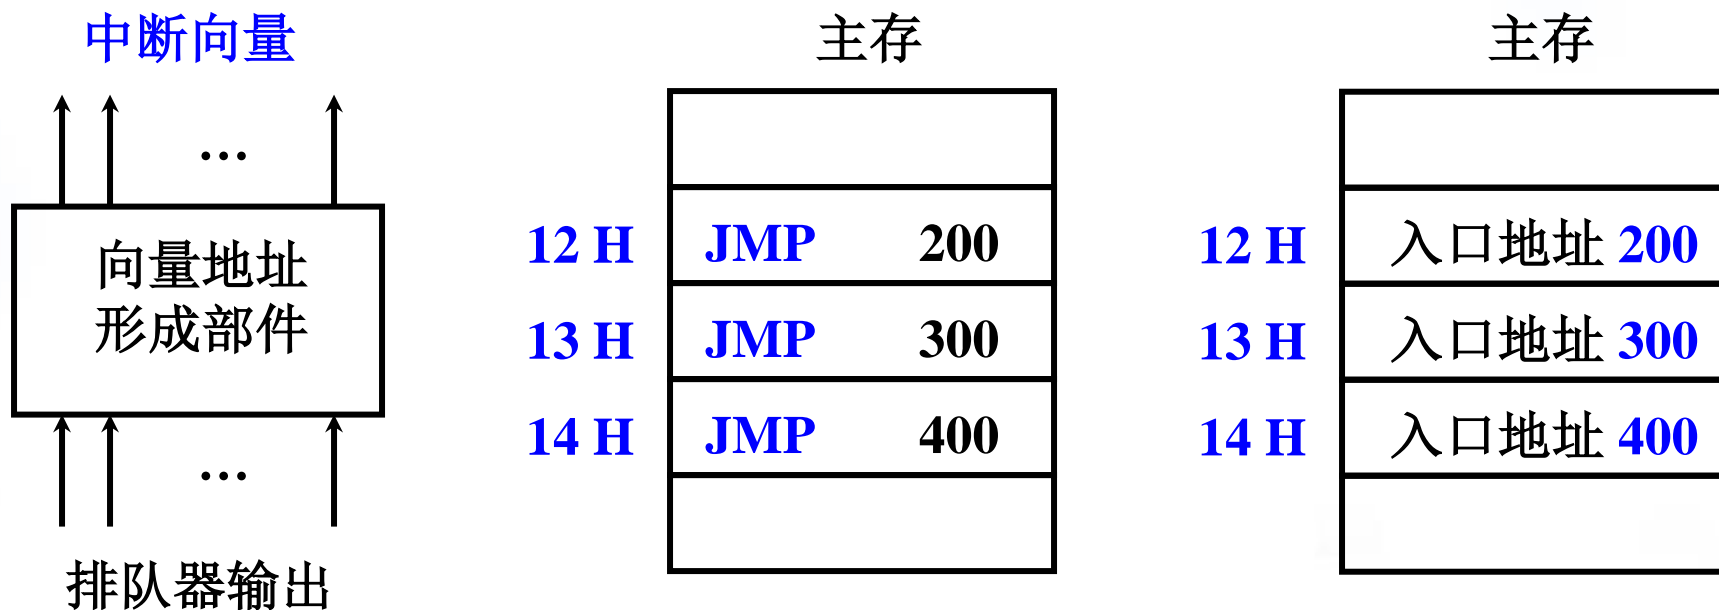 中断向量
…
向量地址
形成部件
…
排队器输出
主存
12 H JMP 200
13 H JMP 300
14 H JMP 400
主存
12 H 入口地址 200
13 H 入口地址 300
14 H 入口地址 400